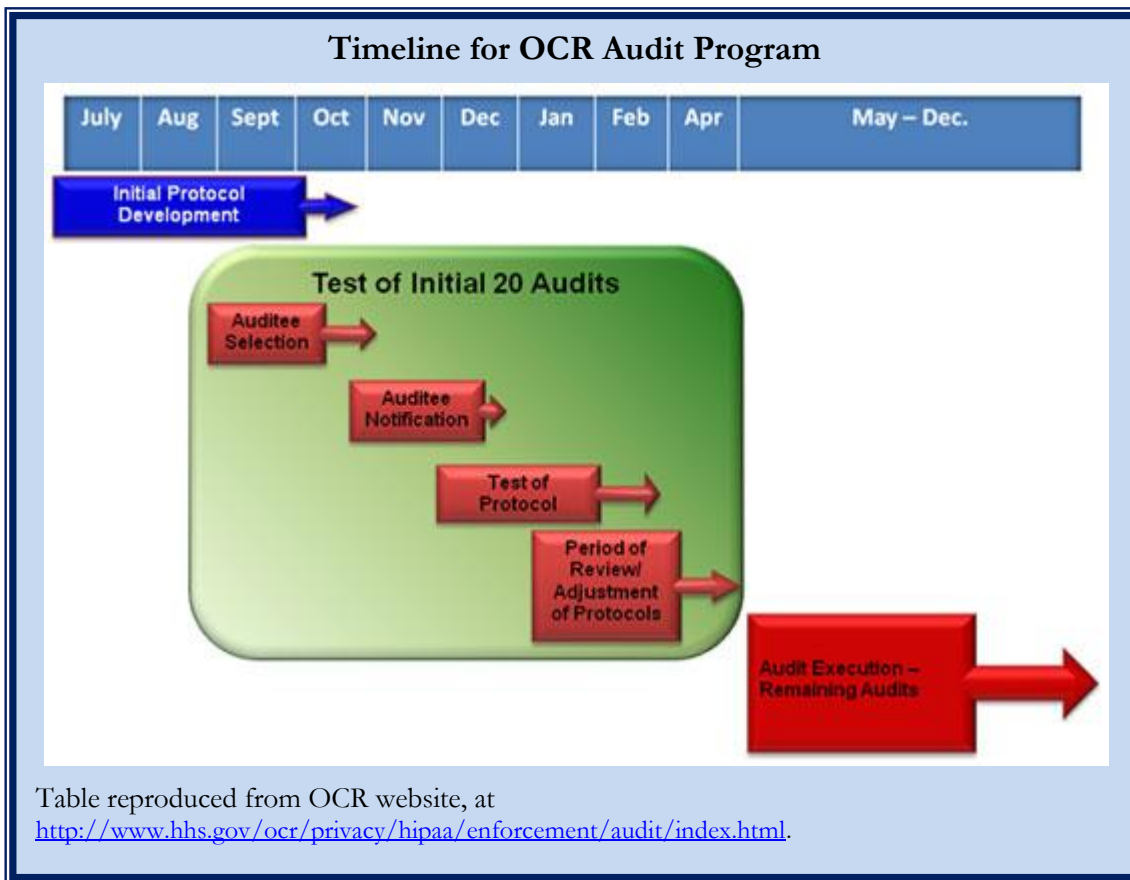 Timeline for OCR Audit Program
July Aug Sept Oct Nov Dec Jan Feb Apr May – Dec.
Initial Protocol
Development
Test of Initial 20 Audits
Auditee
Selection
Auditee
Notification
Test of
Protocol
Period of
Review/
Adjustment
of Protocols
Audit Execution –
Remaining Audits
Table reproduced from OCR website, at
http://www.hhs.gov/ocr/privacy/hipaa/enforcement/audit/index.html.